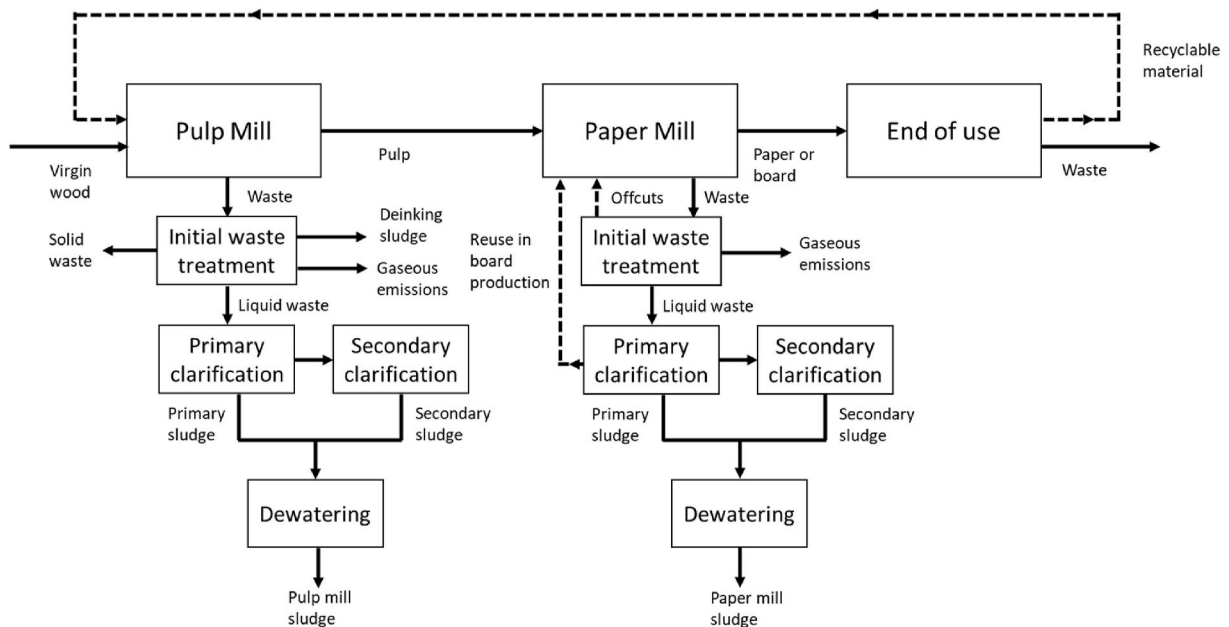 Recyclable
material
Pulp Mill
Paper Mill
End of use
Pulp
Paper or
board
Waste
Virgin
wood
Waste
Offcuts
Waste
Solid
waste
Initial waste
treatment
Deinking
sludge
Gaseous
emissions
Reuse in
board
production
Initial waste
treatment
Gaseous
emissions
Liquid waste
Liquid waste
Primary
clarification
Secondary
clarification
Primary
clarification
Secondary
clarification
Primary
sludge
Secondary
sludge
Primary
sludge
Secondary
sludge
Dewatering
Dewatering
Pulp mill
sludge
Paper mill
sludge